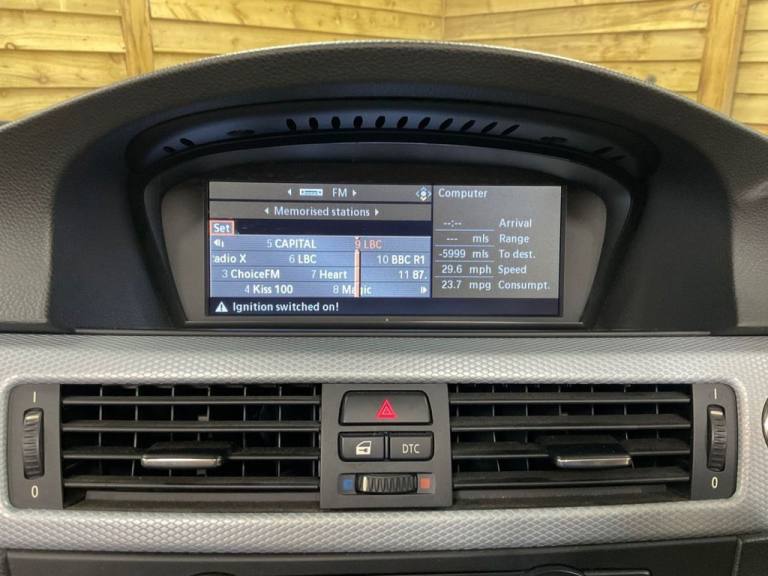 FM
Memorised stations
Set
5 CAPITAL 9 LBC
adio X 6 LBC 10 BBC R1
3 ChoiceFM 7 Heart 11 87.
4 Kiss 100 8 Magic
Ignition switched on!
Computer
--:-- Arrival
--- mls Range
-5999 mls To dest.
29.6 mph Speed
23.7 mpg Consumpt.
I
0
DTC
I
0